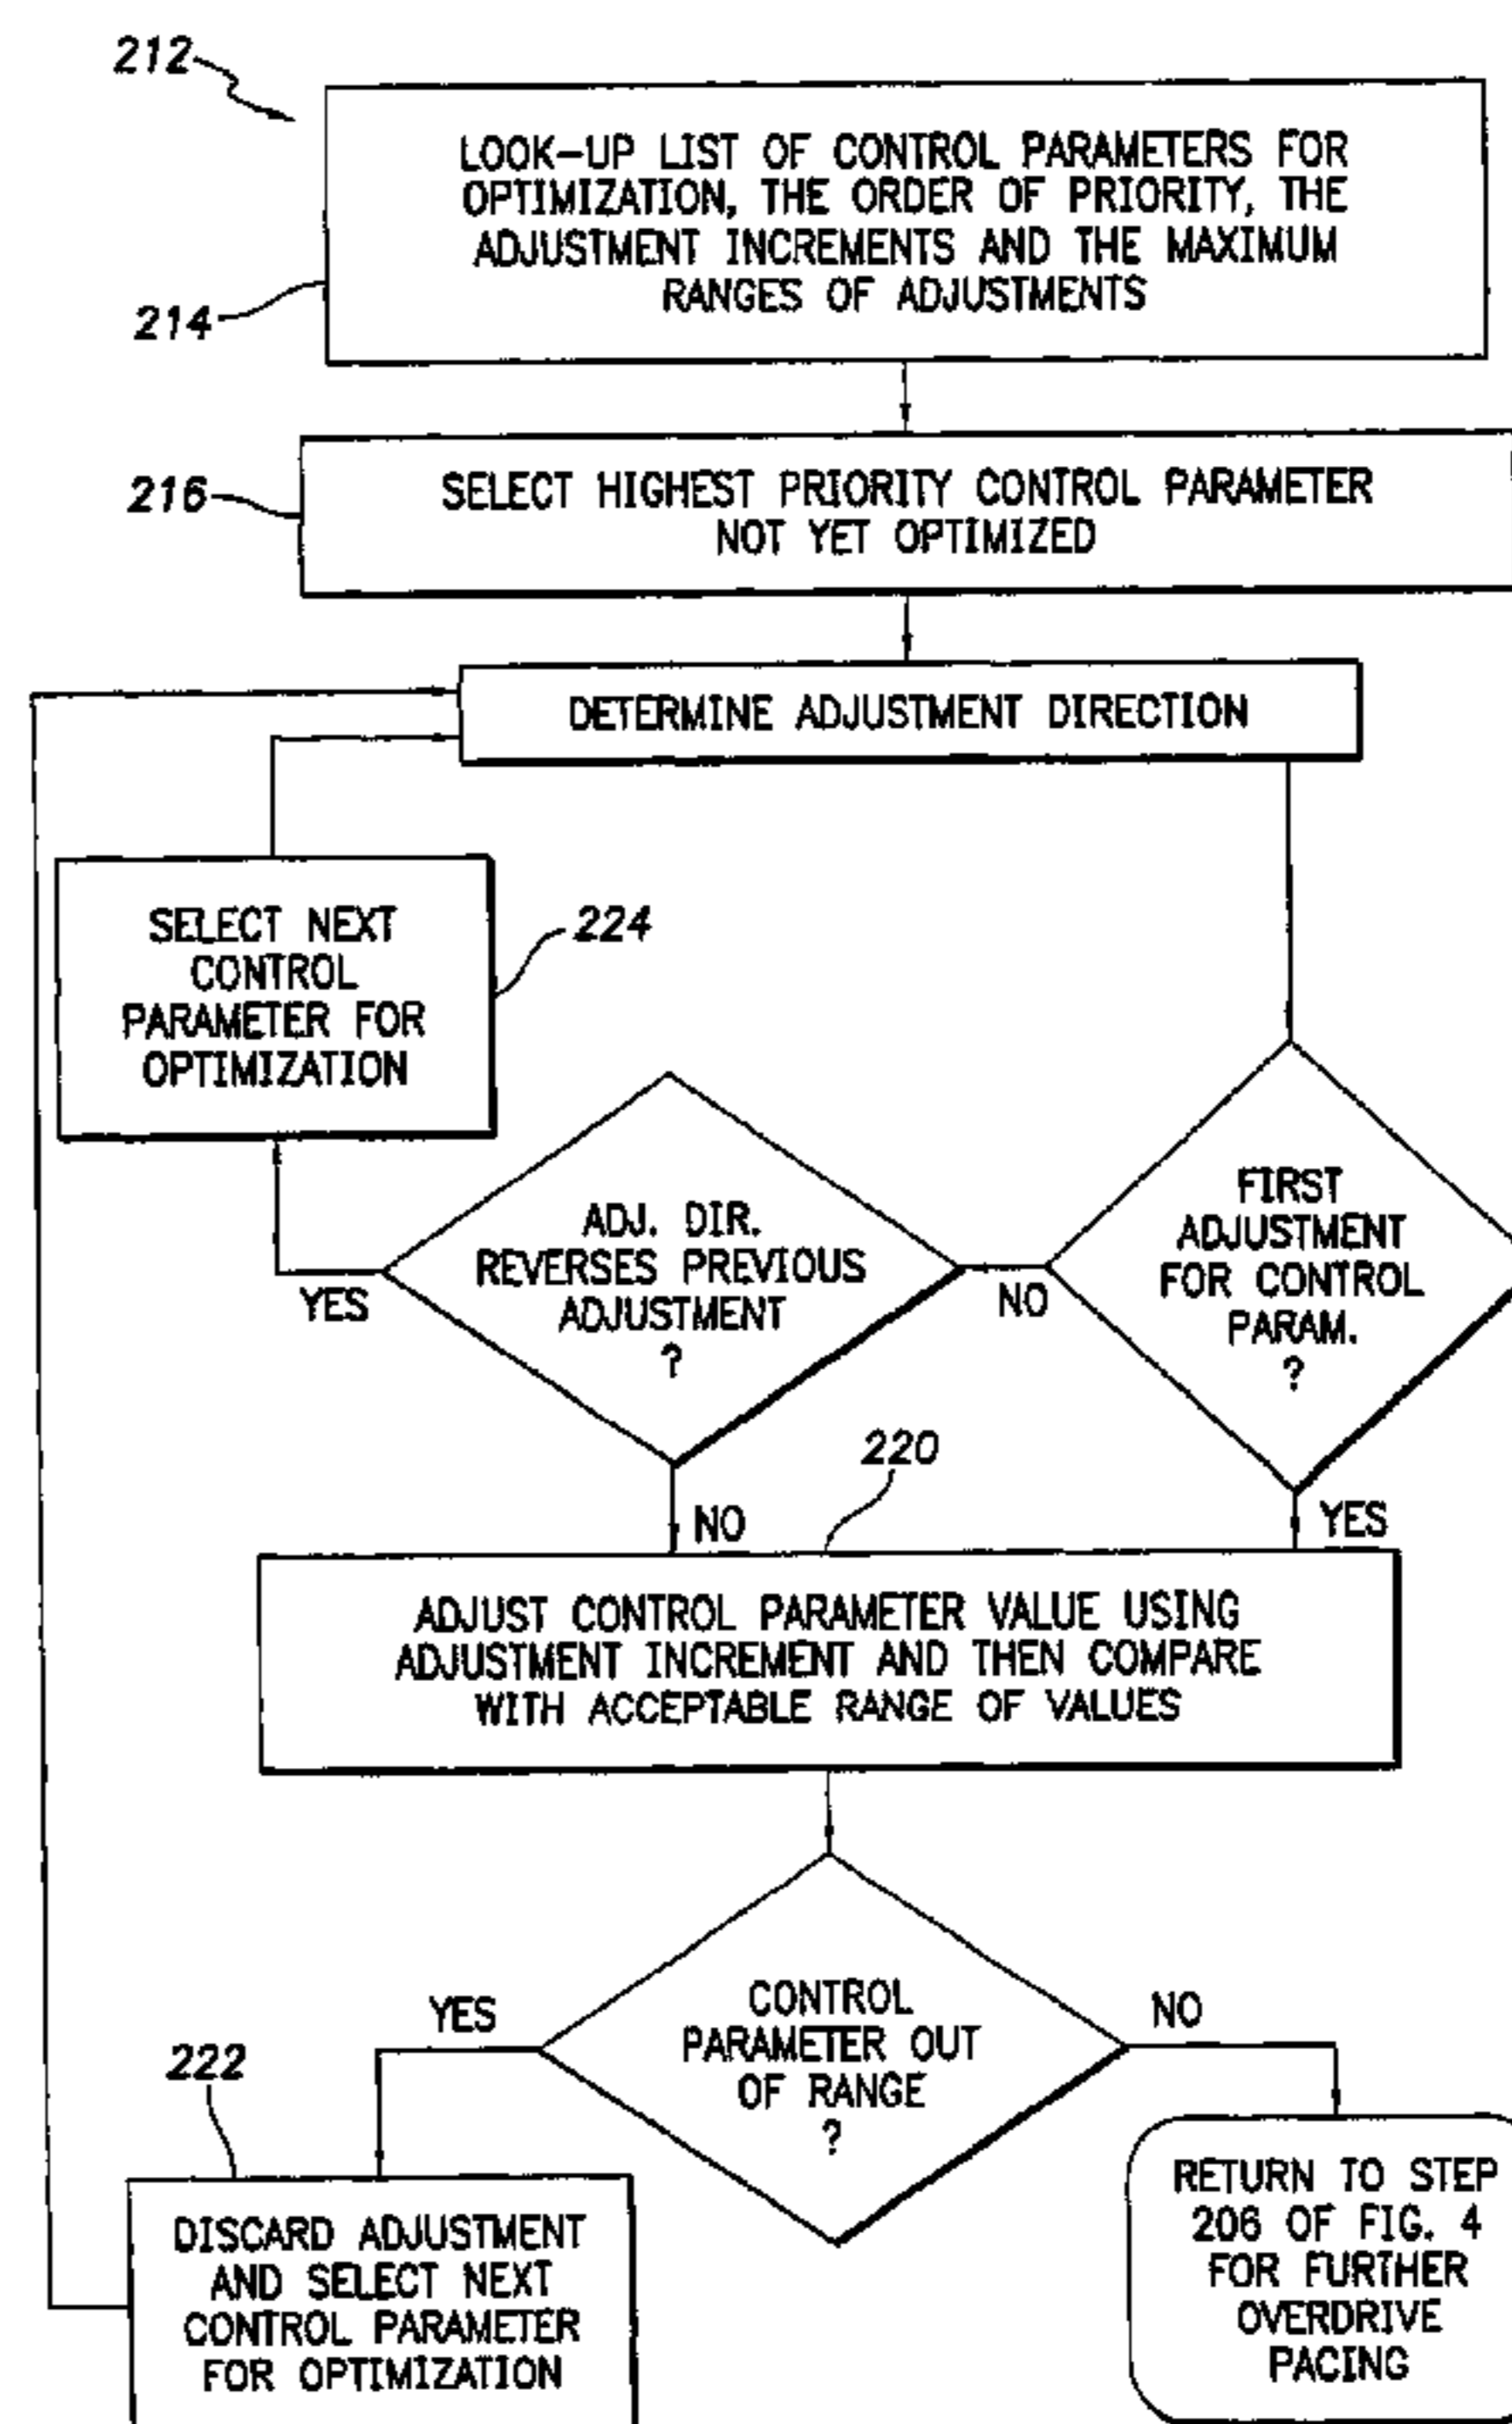 212
LOOK-UP LIST OF CONTROL PARAMETERS FOR
OPTIMIZATION, THE ORDER OF PRIORITY, THE
ADJUSTMENT INCREMENTS AND THE MAXIMUM
RANGES OF ADJUSTMENTS
214
216
SELECT HIGHEST PRIORITY CONTROL PARAMETER
NOT YET OPTIMIZED
DETERMINE ADJUSTMENT DIRECTION
SELECT NEXT
CONTROL
PARAMETER FOR
OPTIMIZATION
224
ADJ. DIR.
REVERSES PREVIOUS
ADJUSTMENT
?
YES
NO
FIRST
ADJUSTMENT
FOR CONTROL
PARAM.
?
NO
YES
220
ADJUST CONTROL PARAMETER VALUE USING
ADJUSTMENT INCREMENT AND THEN COMPARE
WITH ACCEPTABLE RANGE OF VALUES
CONTROL
PARAMETER OUT
OF RANGE
?
YES
NO
222
DISCARD ADJUSTMENT
AND SELECT NEXT
CONTROL PARAMETER
FOR OPTIMIZATION
RETURN TO STEP
206 OF FIG. 4
FOR FURTHER
OVERDRIVE
PACING